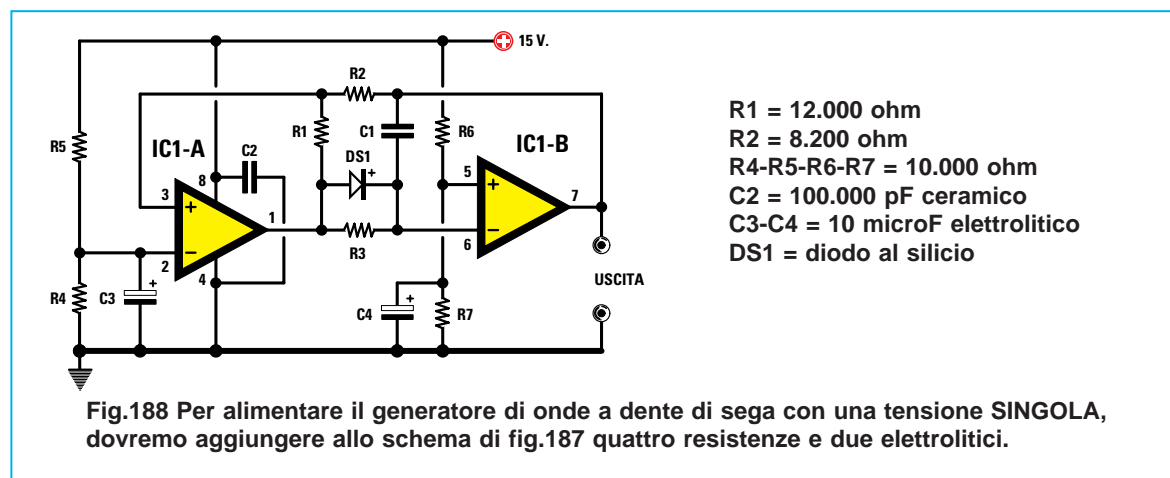 15 V.
R2
R5
R1
C1
R6
IC1-A
C2
IC1-B
DS1
+
8
5
+
3
+
1
7
-
2
R3
-
6
4
USCITA
R4
C3
+
C4
+
R7
R1 = 12.000 ohm
R2 = 8.200 ohm
R4-R5-R6-R7 = 10.000 ohm
C2 = 100.000 pF ceramico
C3-C4 = 10 microF elettrolitico
DS1 = diodo al silicio
Fig.188 Per alimentare il generatore di onde a dente di sega con una tensione SINGOLA,
dovremo aggiungere allo schema di fig.187 quattro resistenze e due elettrolitici.